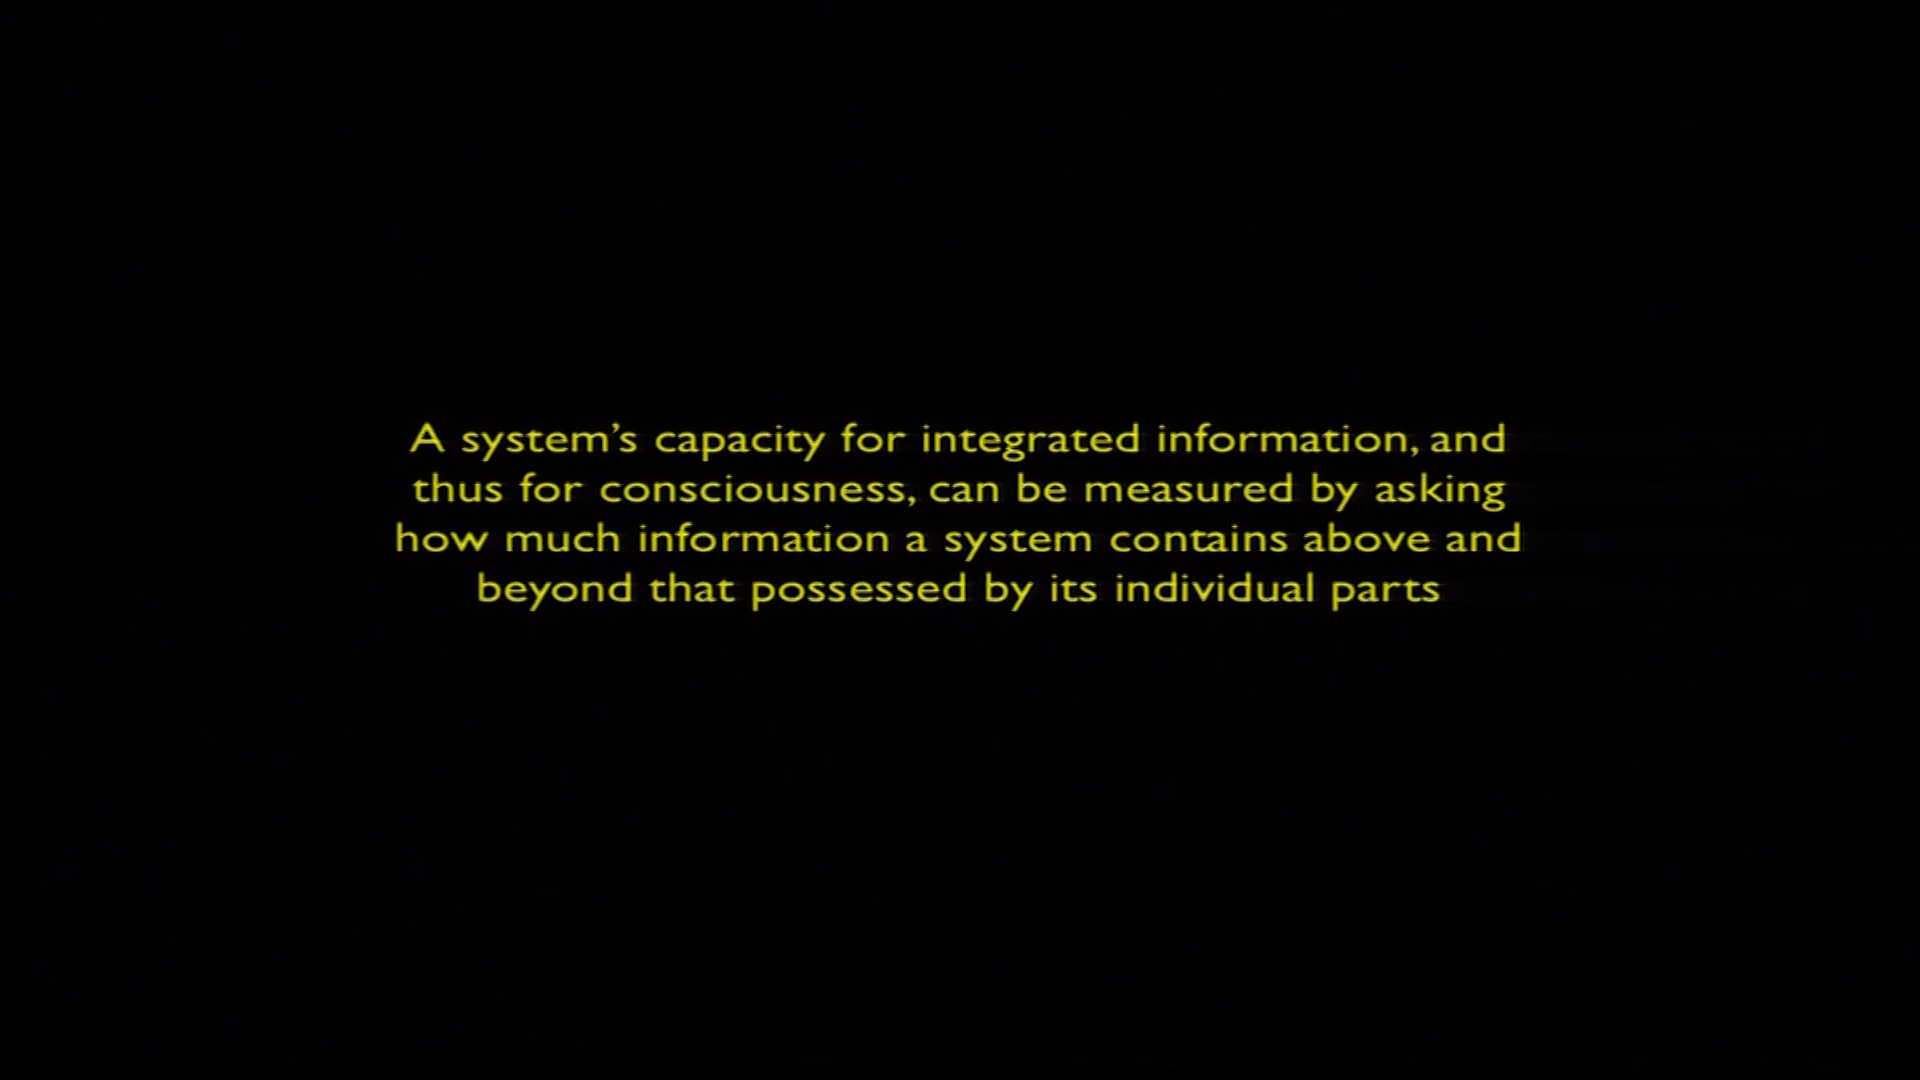 A system’s capacity for integrated information, and
thus for consciousness, can be measured by asking
how much information a system contains above and
beyond that possessed by its individual parts